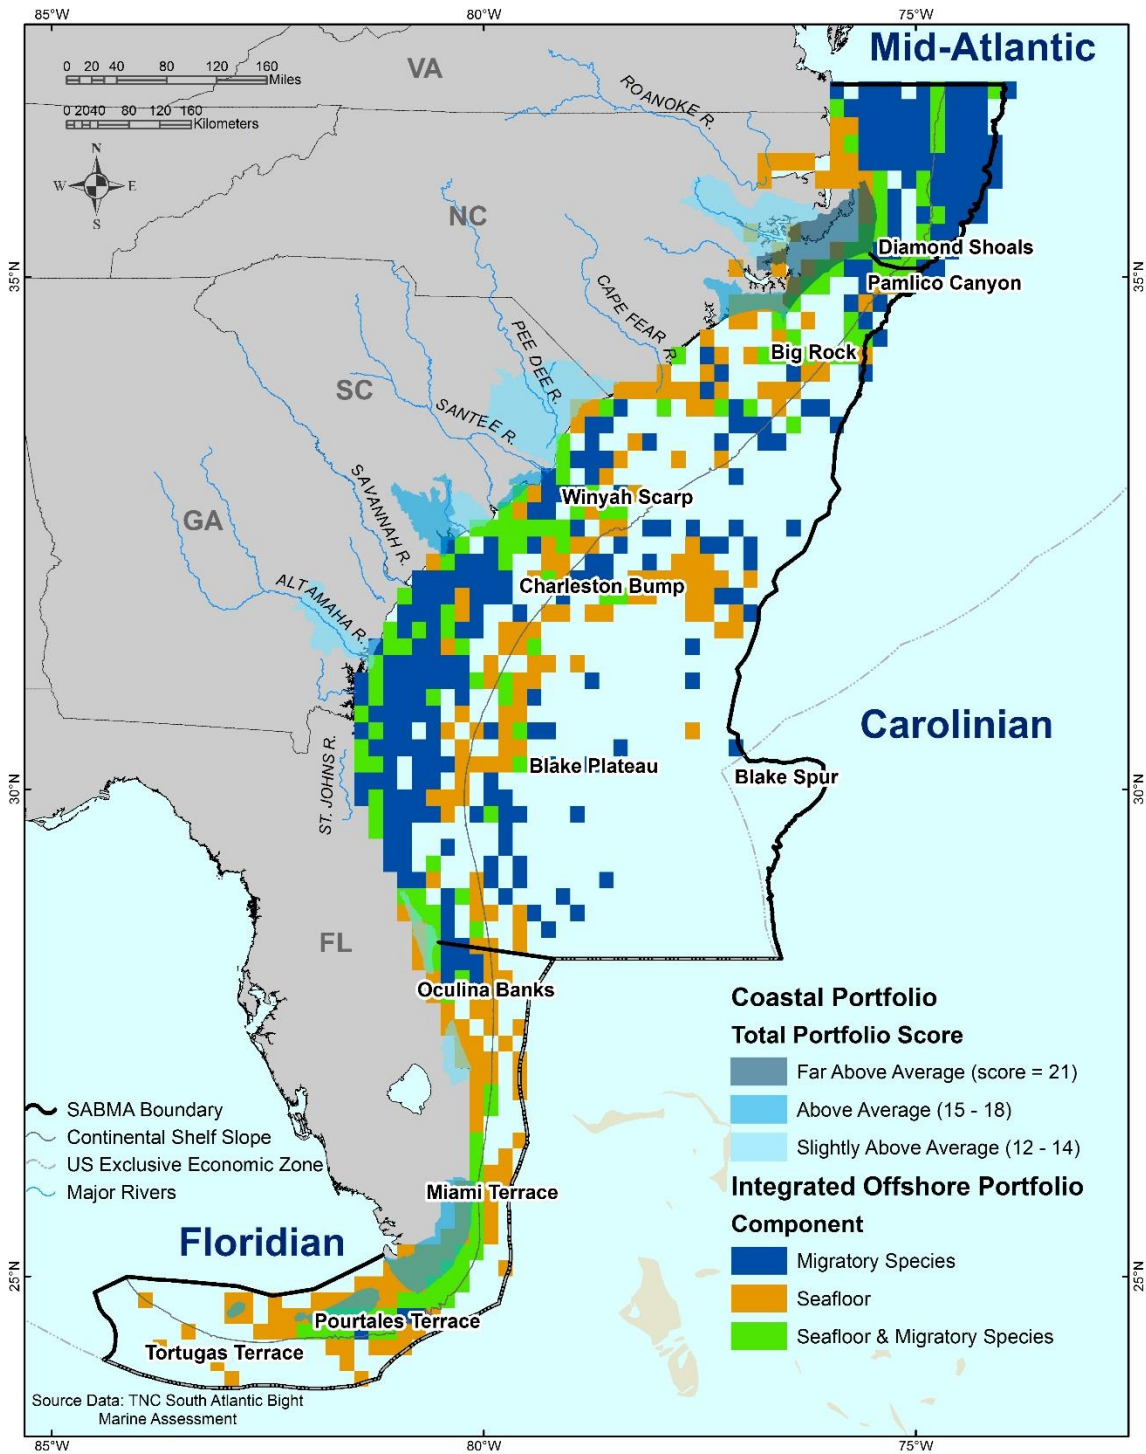 85°W
80°W
75°W
Mid-Atlantic
0 20 40 80 120 160
Miles
0 2040 80 120 160
Kilometers
N
W E
S
VA
ROANOKE R.
NC
CAPE FEAR R.
PEE DEE R.
SC
SANTEE R.
SAVANNAH R.
GA
ALTAMAHA R.
ST. JOHNS R.
FL
35°N
35°N
Diamond Shoals
Pamlico Canyon
Big Rock
Winyah Scarp
Charleston Bump
Carolinian
Blake Plateau
Blake Spur
30°N
30°N
Oculina Banks
Miami Terrace
Floridian
25°N
25°N
Pourtales Terrace
Tortugas Terrace
SABMA Boundary
Continental Shelf Slope
US Exclusive Economic Zone
Major Rivers
Coastal Portfolio
Total Portfolio Score
Far Above Average (score = 21)
Above Average (15 - 18)
Slightly Above Average (12 - 14)
Integrated Offshore Portfolio
Component
Migratory Species
Seafloor
Seafloor & Migratory Species
Source Data: TNC South Atlantic Bight
Marine Assessment
85°W
80°W
75°W